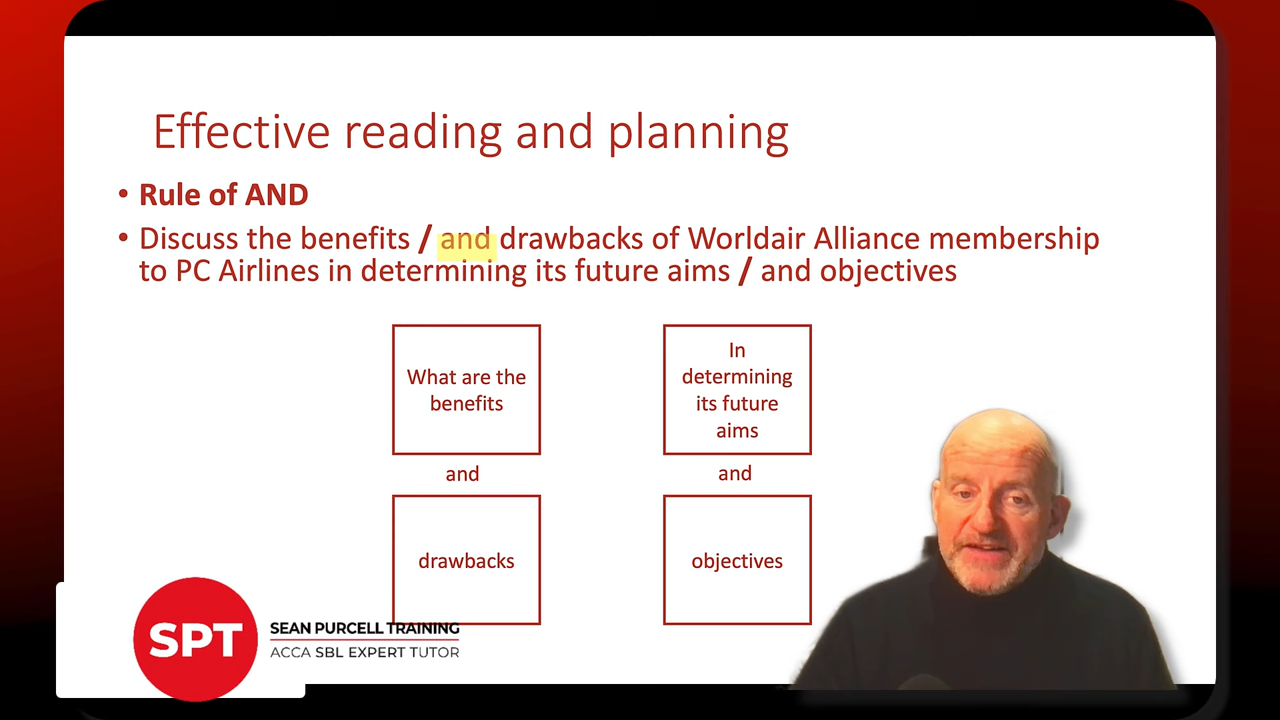 Effective reading and planning
• Rule of AND
• Discuss the benefits / and drawbacks of Worldair Alliance membership
to PC Airlines in determining its future aims / and objectives
What are the
benefits
and
drawbacks
In
determining
its future
aims
and
objectives
SPT
SEAN PURCELL TRAINING
ACCA SBL EXPERT TUTOR